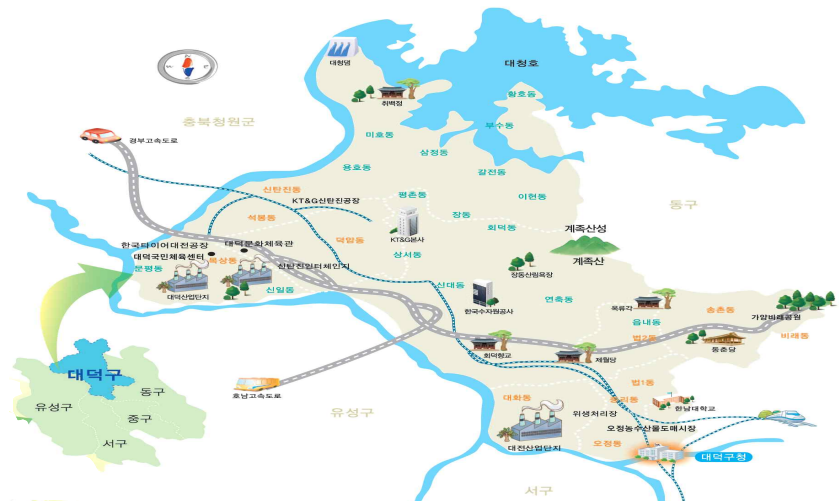 대청호
대청댐
황호동
취백정
부수동
충북청원군
미호동
경부고속도로
삼정동
갈전동
용호동
신탄진동
평촌동
이현동
KT&G신탄진공장
동구
석봉동
장동
회덕동
계족산성
덕암동
KT&G본사
한국타이어대전공장
대덕문화체육관
대덕국민체육센터
목상동
상서동
계족산
문평동
신탄진인터체인지
장동산림욕장
신일동
신대동
대덕산업단지
연축동
한국수자원공사
옥류각
송촌동
가양비래공원
읍내동
법2동
비래동
동춘당
회덕향교
제월당
대덕구
호남고속도로
법1동
동구
유성구
중구
서구
유성구
대화동
중리동
위생처리장
한남대학교
오정농수산물도매시장
대전산업단지
오정동
대덕구청
서구